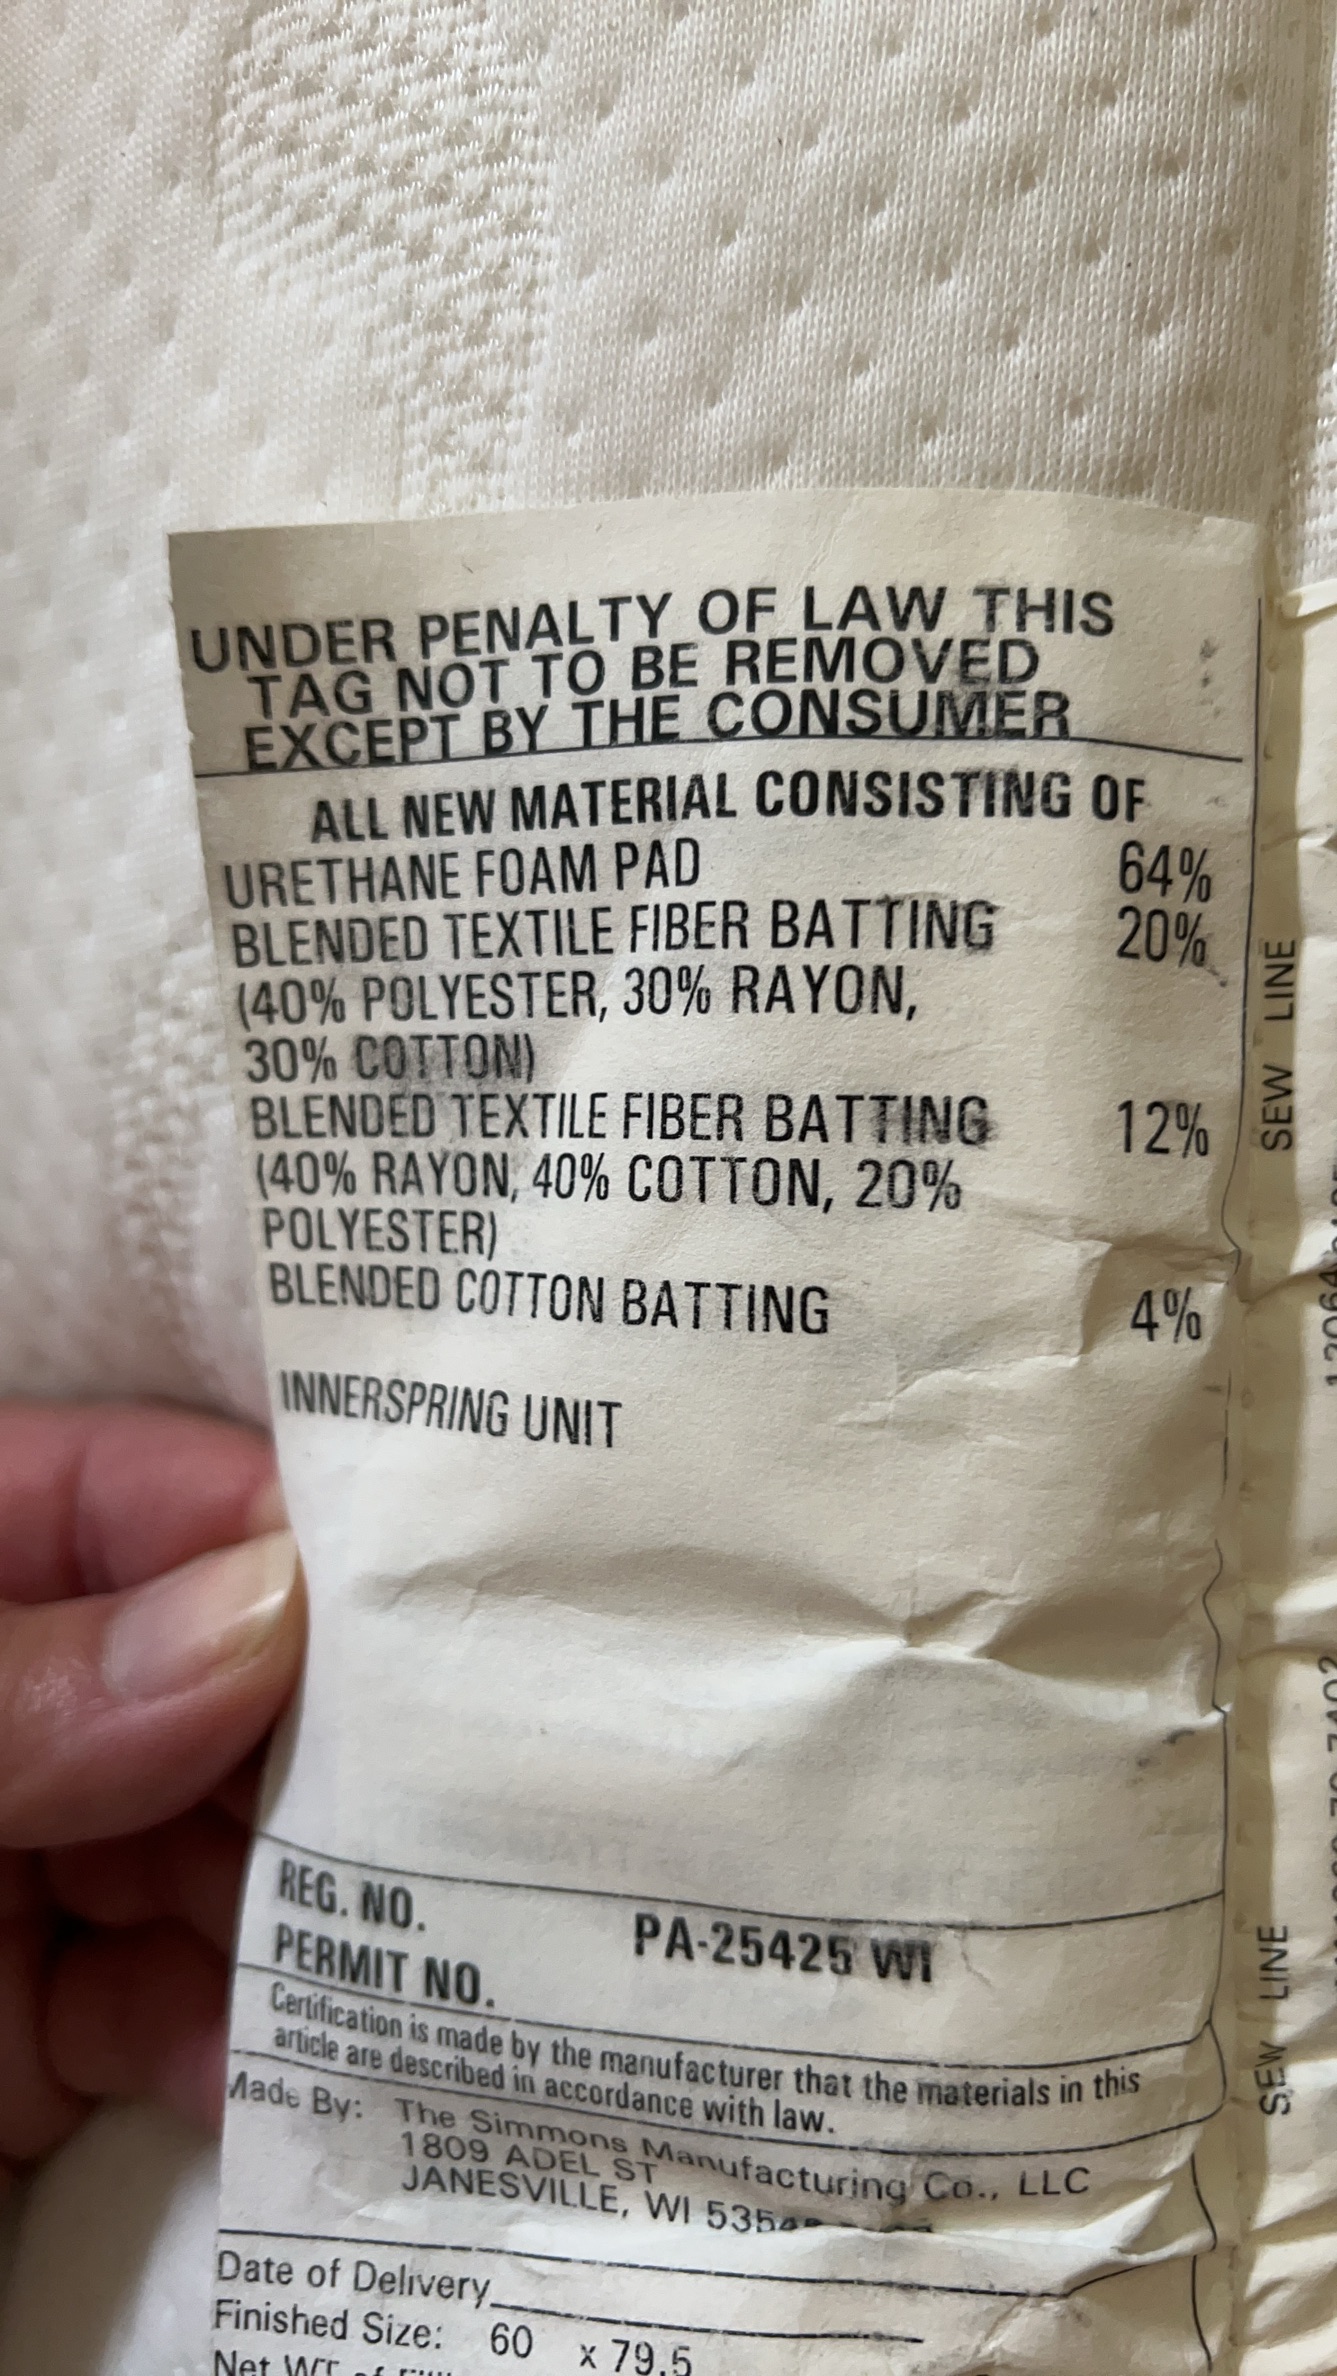 UNDER PENALTY OF LAW THIS
TAG NOT TO BE REMOVED
EXCEPT BY THE CONSUMER
ALL NEW MATERIAL CONSISTING OF
URETHANE FOAM PAD 64%
BLENDED TEXTILE FIBER BATTING 20%
(40% POLYESTER, 30% RAYON,
30% COTTON)
BLENDED TEXTILE FIBER BATTING 12%
(40% RAYON, 40% COTTON, 20%
POLYESTER)
BLENDED COTTON BATTING 4%
INNERSPRING UNIT
REG. NO. PA-25425 WI
PERMIT NO.
Certification is made by the manufacturer that the materials in this
article are described in accordance with law.
Made By: The Simmons Manufacturing Co., LLC
1809 ADEL ST
JANESVILLE, WI
Date of Delivery
Finished Size: 60 x 79.5
Net Wt. of
SEW LINE
SEW LINE